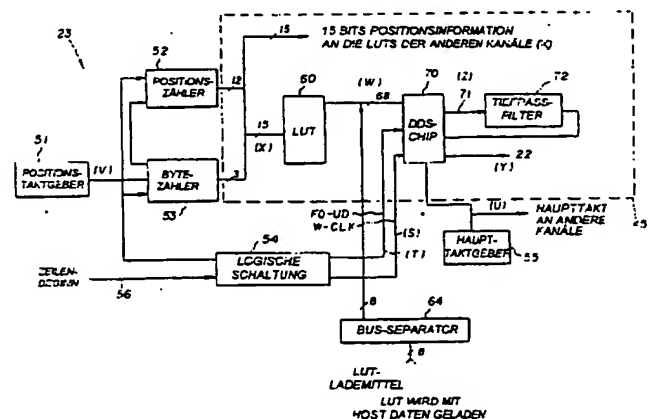 23
52
POSITIONS-
ZÄHLER
12
15
15 BITS POSITIONSINFORMATION
AN DIE LUTS DER ANDEREN KANÄLE
60
LUT
15
(X)
(W)
68
70
DDS-
CHIP
(Z)
71
72
TIEFPASS-
FILTER
22
(Y)
51
POSITIONS-
TAKTGEBER
(V)
BYTE-
ZÄHLER
53
3
(U)
HAUPTTAKT
AN ANDERE
KANÄLE
HAUPT-
TAKTGEBER
55
FQ-UD
W-CLK
(S)
(T)
54
LOGISCHE
SCHALTUNG
ZEILEN-
BEGINN
56
8
BUS-SEPARATOR
64
8
LUT-
LADEMITTEL
LUT WIRD MIT
HOST DATEN GELADEN